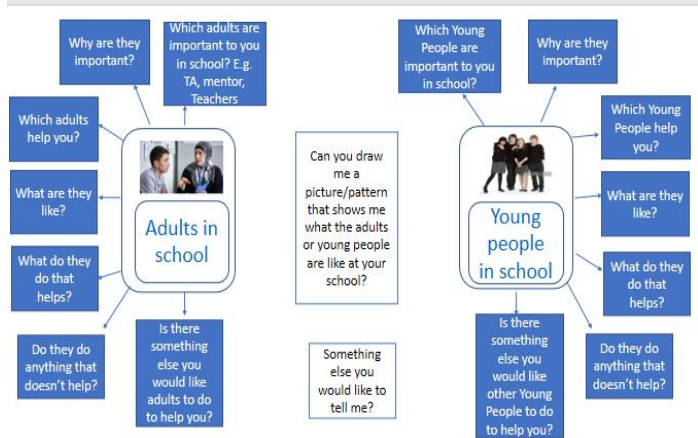 Why are they
important?
Which adults are
important to you
in school? E.g.
TA, mentor,
Teachers
Which adults
help you?
What are they
like?
What do they
do that
helps?
Do they do
anything that
doesn't help?
Is there
something
else you
would like
adults to do
to help you?
Adults in
school
Can you draw
me a
picture/pattern
that shows me
what the adults
or young people
are like at your
school?
Something
else you
would like to
tell me?
Which Young
People are
important to you
in school?
Why are they
important?
Which Young
People help
you?
What are they
like?
What do they
do that
helps?
Do they do
anything that
doesn't help?
Is there
something
else you
would like
other Young
People to do
to help you?
Young
people
in school